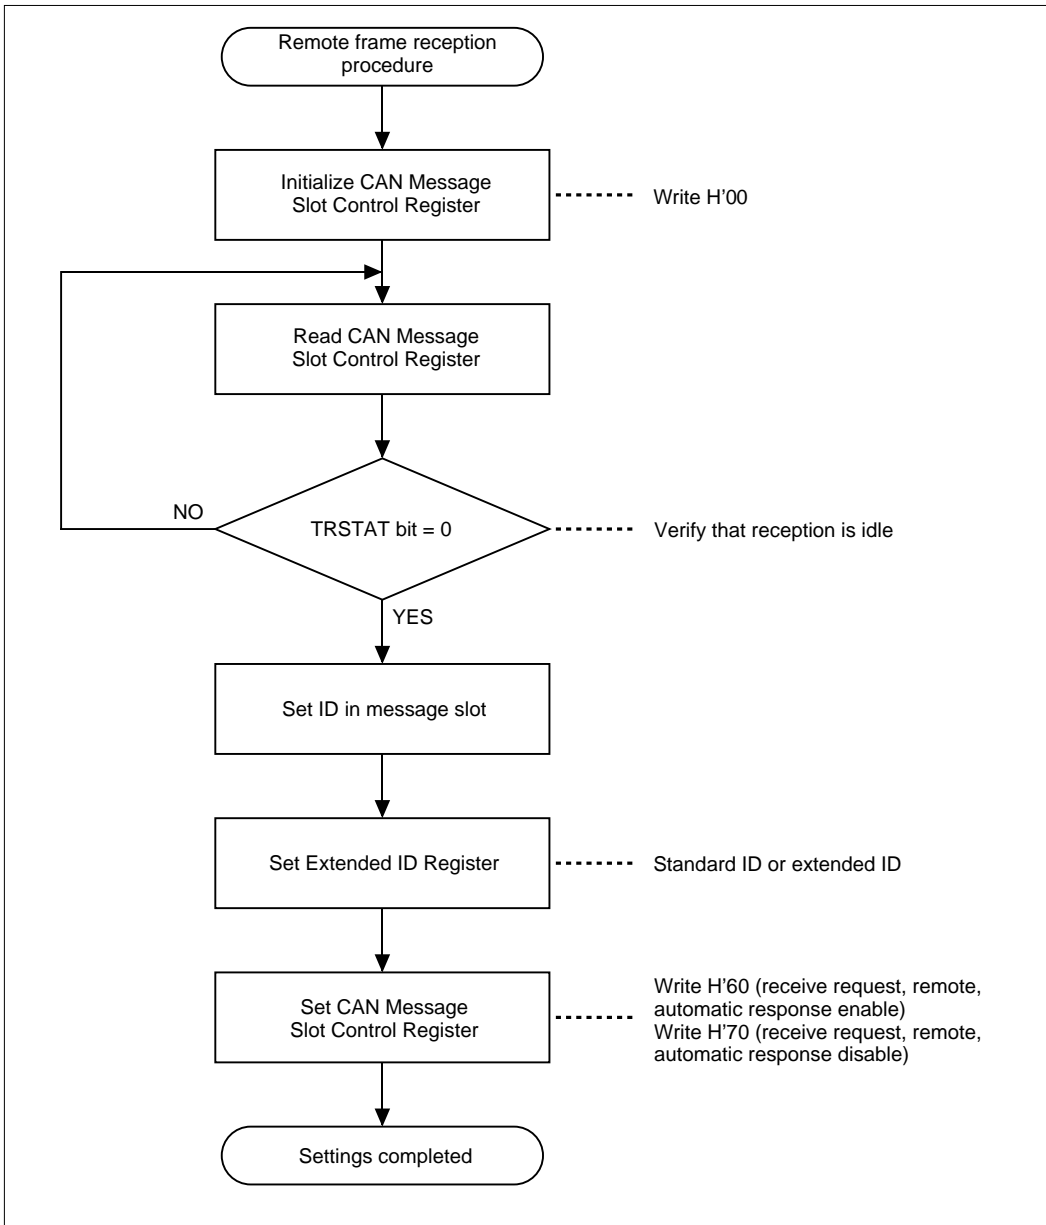 Remote frame reception
procedure
Initialize CAN Message
Slot Control Register
Write H'00
Read CAN Message
Slot Control Register
NO
TRSTAT bit = 0
Verify that reception is idle
YES
Set ID in message slot
Set Extended ID Register
Standard ID or extended ID
Set CAN Message
Slot Control Register
Write H'60 (receive request, remote,
automatic response enable)
Write H'70 (receive request, remote,
automatic response disable)
Settings completed